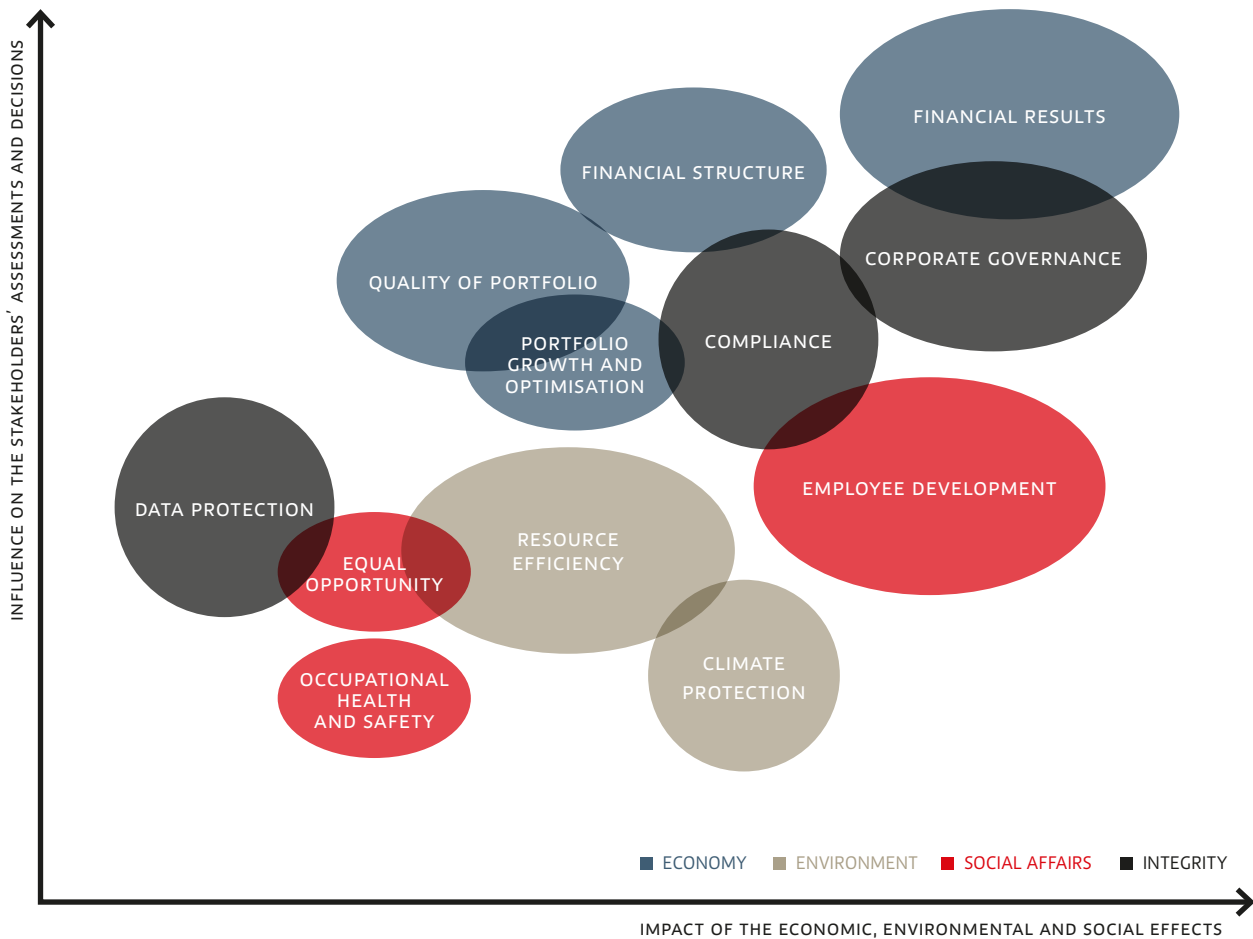 INFLUENCE ON THE STAKEHOLDERS' ASSESSMENTS AND DECISIONS
FINANCIAL RESULTS
FINANCIAL STRUCTURE
CORPORATE GOVERNANCE
QUALITY OF PORTFOLIO
PORTFOLIO
GROWTH AND
OPTIMISATION
COMPLIANCE
EMPLOYEE DEVELOPMENT
DATA PROTECTION
RESOURCE
EFFICIENCY
EQUAL
OPPORTUNITY
OCCUPATIONAL
HEALTH
AND SAFETY
CLIMATE
PROTECTION
ECONOMY ENVIRONMENT SOCIAL AFFAIRS INTEGRITY
IMPACT OF THE ECONOMIC, ENVIRONMENTAL AND SOCIAL EFFECTS